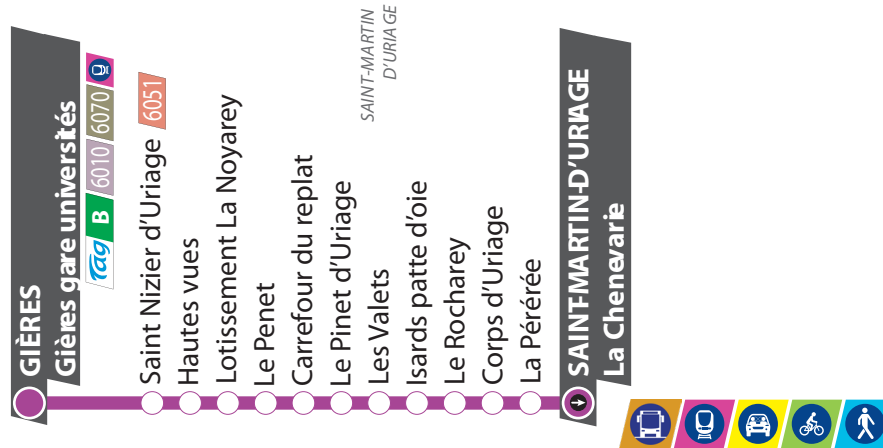 GIÈRES
Gières gare universités
Tag B 6010 6070
Saint Nizier d'Uriage 6051
Hautes vues
Lotissement La Noyarey
Le Penet
Carrefour du replat
Le Pinet d'Uriage
SAINT-MARTIN
D'URIAGE
Les Valets
Isards patte d'oie
Le Rocharey
Corps d'Uriage
La Pérérée
SAINT-MARTIN-D'URIAGE
La Chenevarie